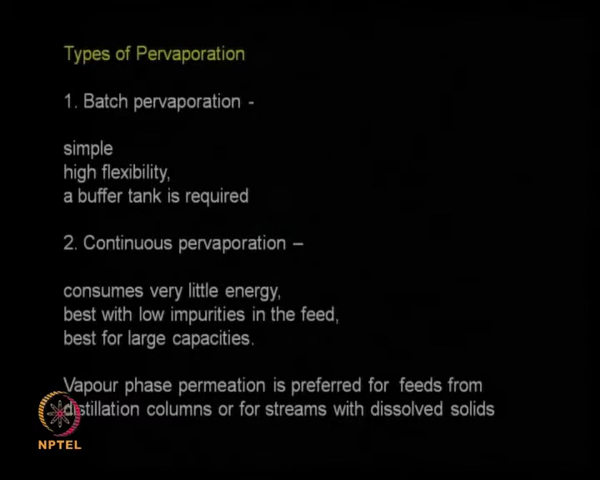 Types of Pervaporation
1. Batch pervaporation -
simple
high flexibility,
a buffer tank is required
2. Continuous pervaporation –
consumes very little energy,
best with low impurities in the feed,
best for large capacities.
Vapour phase permeation is preferred for feeds from
distillation columns or for streams with dissolved solids
NPTEL